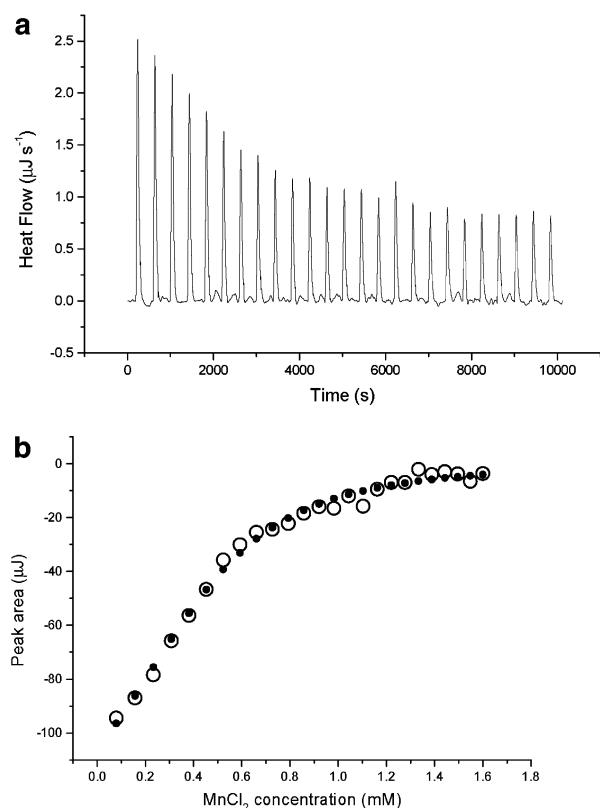 a
2.5
2.0
1.5
1.0
0.5
0.0
-0.5
Heat Flow (μJ s⁻¹)
0 2000 4000 6000 8000 10000
Time (s)
b
0
-20
-40
-60
-80
-100
Peak area (μJ)
0.0 0.2 0.4 0.6 0.8 1.0 1.2 1.4 1.6 1.8
MnCl₂ concentration (mM)